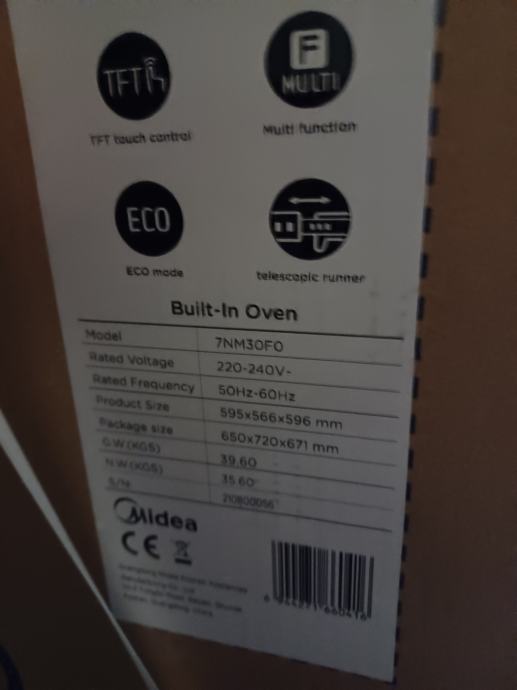 TFT
F
MULTI
TFT touch control
Multi function
ECO
ECO mode
telescopic runner
Built-In Oven
Model 7NM30F0
Rated Voltage 220-240V~
Rated Frequency 50Hz-60Hz
Product Size 595x566x596 mm
Package size 650x720x671 mm
G.W.(KGS) 39.60
N.W.(KGS) 35.60
S/N
Midea
CE